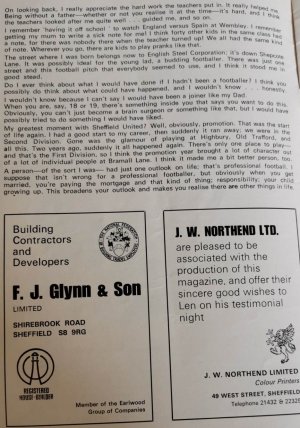 On looking back, I really appreciate the hard work the teachers put in. It really helped me.
Being without a father—whether or not you realise it at the time—it's hard, and I think
the teachers looked after me quite well . . . guided me, and so on.
I remember 'having it off school' to watch England versus Spain at Wembley. I remember
getting my mum to write a sick note for me! I think forty other kids in the same class had
a note, for there was nobody there when the teacher turned up! We all had the same kind
of note. Wherever you go, there are kids to play pranks like that.
The street where I was born belongs now to English Steel Corporation; it's down
Lane. It was possibly ideal for the young lad, a budding footballer. There was just one
street and this football pitch that everybody seemed to use, and I think it stood me in
good stead.
Do I ever think about what I would have done if I hadn't been a footballer? I think you
possibly do think about what could have happened, and I wouldn't know . . . honestly
I wouldn't know because I can't say I would have been a joiner like my Dad.
When you are, say, 18 or 19, there's something inside you that says you want to do this.
Obviously, you can't just become a brain surgeon or something like that, but I would have
possibly tried to do something I would have liked.
My greatest moment with Sheffield United? Well, obviously, promotion. That was the start
of life again. I had a good start to my career, then suddenly it ran away; we were in the
Second Division. Gone was the glamour of playing at Highbury, Old Trafford, and
all this. Two years ago, suddenly it all happened again. There's only one place to play—
and that's the First Division, so I think the promotion year brought a lot of character out
of a lot of individual people at Bramall Lane. I think it made me a bit better person, too.
A person—of the sort I was— had just one outlook on life; that's professional football. I
suppose that isn't wrong for a professional footballer, but obviously when you get
married, you're paying the mortgage and that kind of thing; responsibility; your child
growing up. This broadens your outlook and makes you realise there are other things in life,
Building
Contractors
and
Developers
F. J. Glynn & Son
LIMITED
SHIREBROOK ROAD
SHEFFIELD S8 9RG
REGISTERED
HOUSE-BUILDER
Member of the Earlwood
Group of Companies
J. W. NORTHEND LTD.
are pleased to be
associated with the
production of this
magazine, and offer their
sincere good wishes to
Len on his testimonial
night
J. W. NORTHEND LIMITED
Colour Printers
49 WEST STREET, SHEFFIELD
Telephone 21432 &